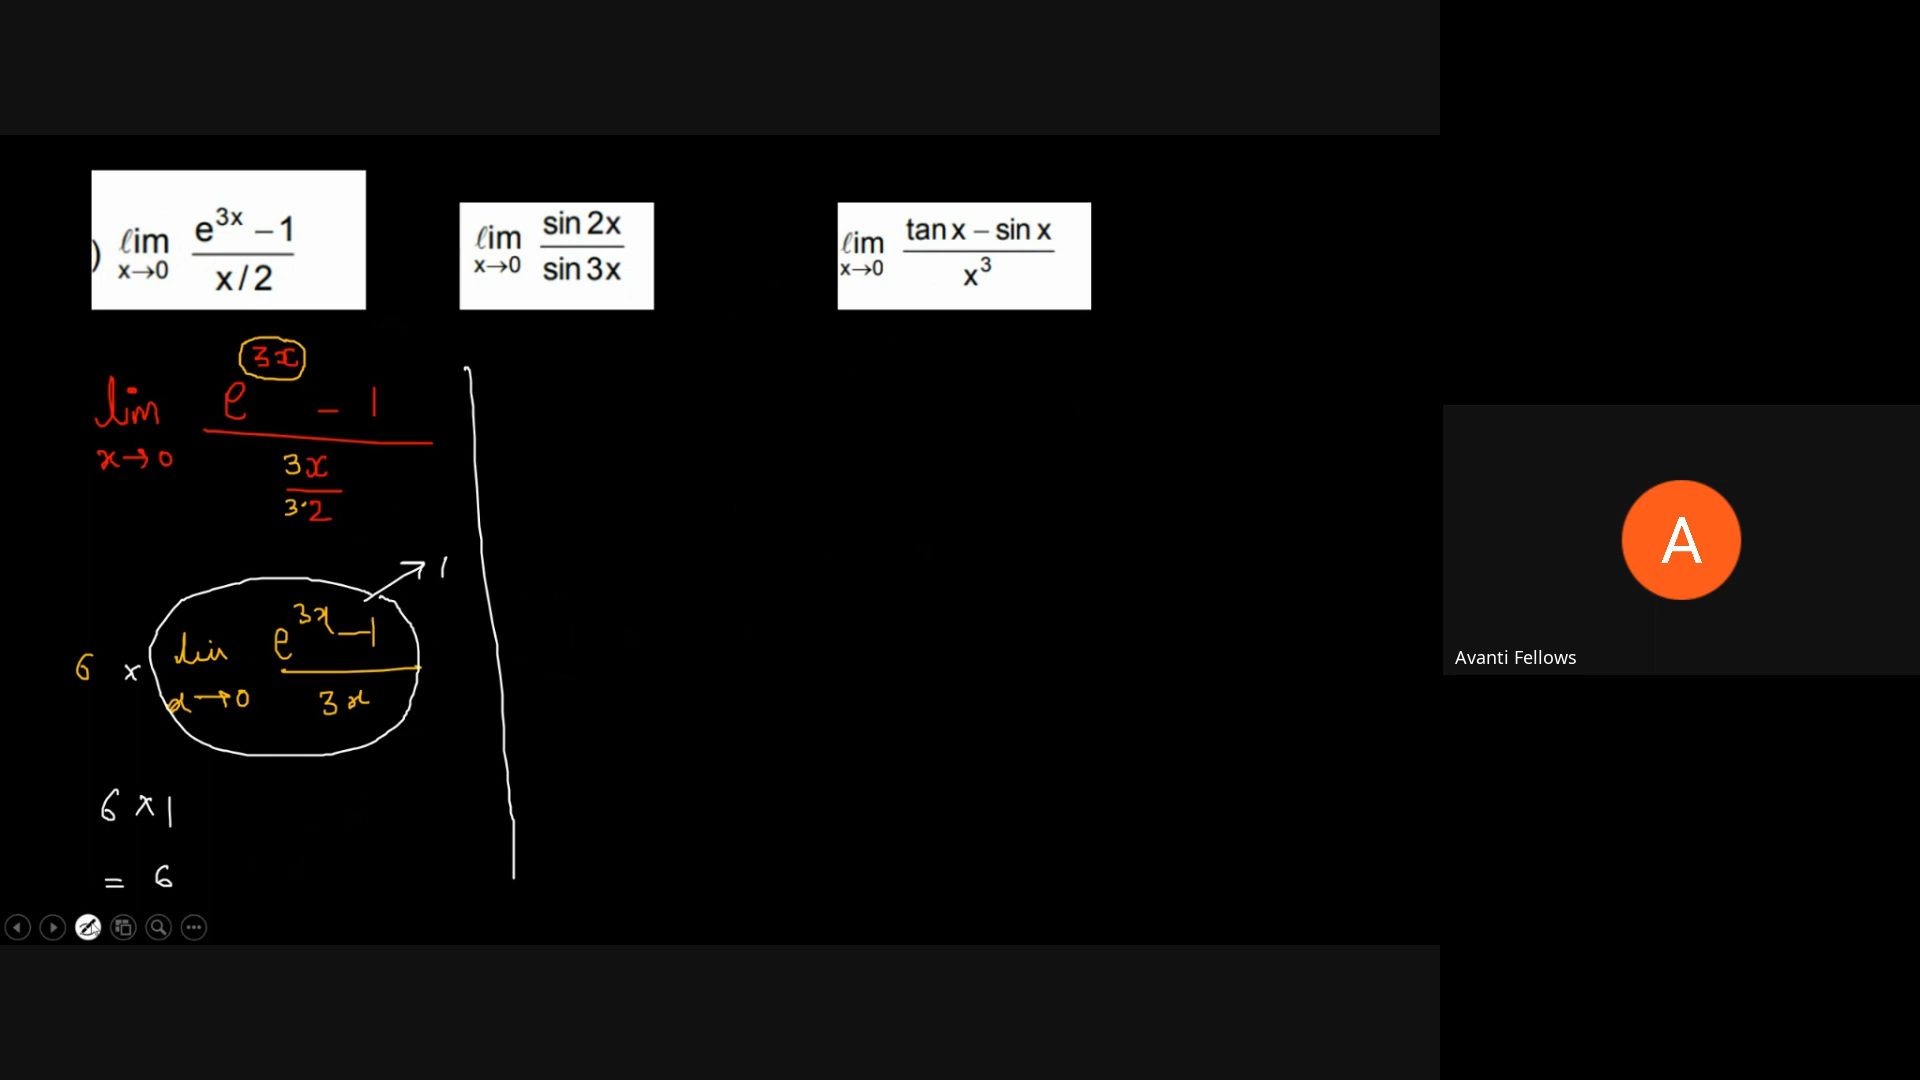 ) ℓim x→0 e^{3x} – 1 / x/2
ℓim x→0 sin 2x / sin 3x
ℓim x→0 tan x – sin x / x³
lim x→0 e^{3x} - 1 / 3x / 3·2
6 × lim x→0 e^{3x} - 1 / 3x → 1
6 × 1
= 6
A
Avanti Fellows